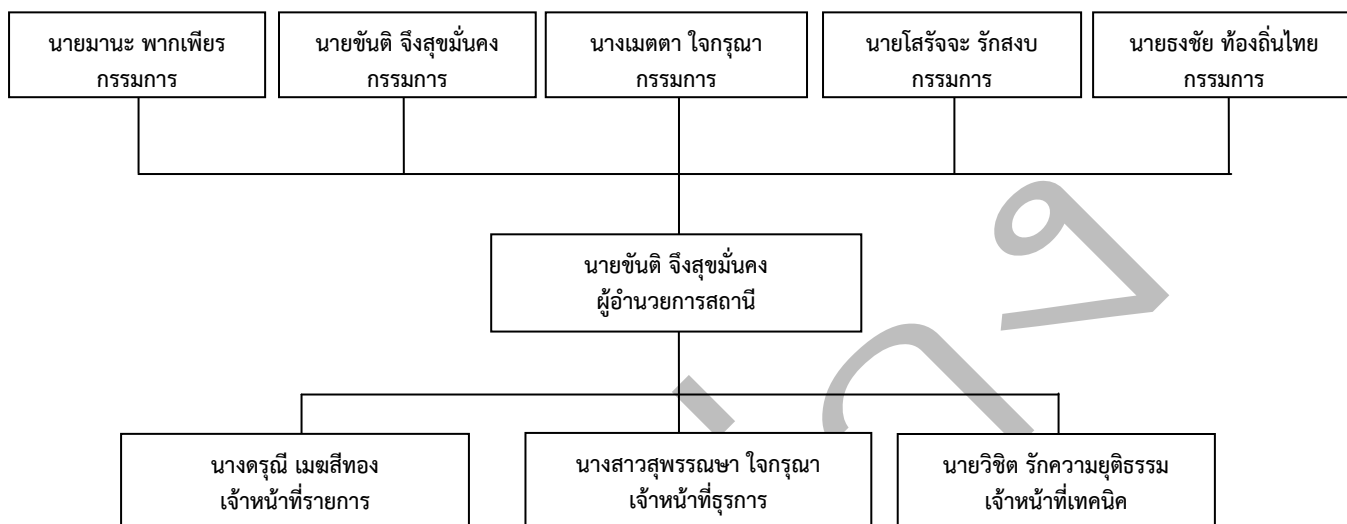 นายมานะ พากเพียร
กรรมการ
นายขันติ จึงสุขมั่นคง
กรรมการ
นางเมตตา ใจกรุณา
กรรมการ
นายโสรัจจะ รักสงบ
กรรมการ
นายธงชัย ท้องถิ่นไทย
กรรมการ
นายขันติ จึงสุขมั่นคง
ผู้อำนวยการสถานี
นางดรุณี เมฆสีทอง
เจ้าหน้าที่รายการ
นางสาวสุพรรณษา ใจกรุณา
เจ้าหน้าที่ธุรการ
นายวิชิต รักความยุติธรรม
เจ้าหน้าที่เทคนิค